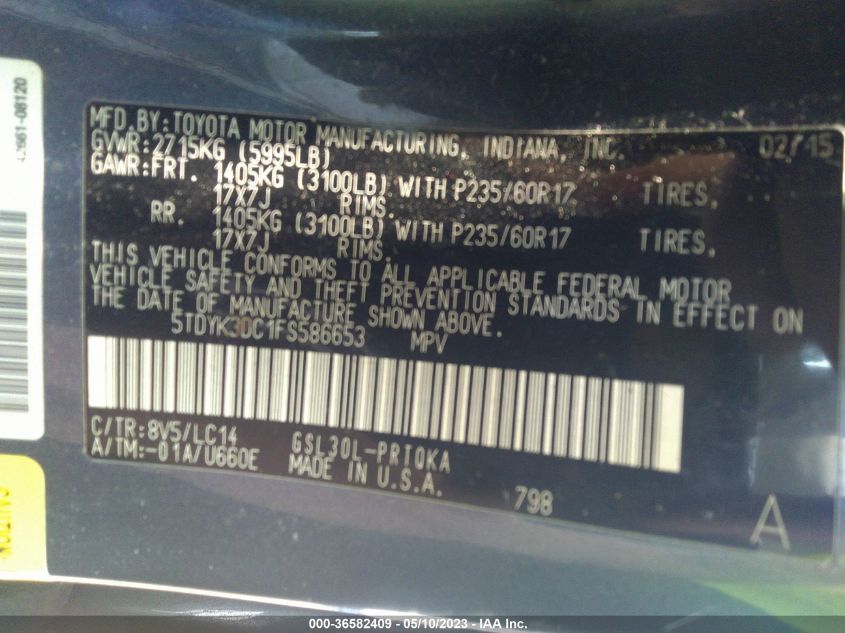 42661-08120
MFD. BY: TOYOTA MOTOR MANUFACTURING, INDIANA, INC. 02/15
GVWR: 2715KG (5995LB)
GAWR: FRT. 1405KG (3100LB) WITH P235/60R17 TIRES,
17X7J RIMS.
RR. 1405KG (3100LB) WITH P235/60R17 TIRES,
17X7J RIMS.
THIS VEHICLE CONFORMS TO ALL APPLICABLE FEDERAL MOTOR
VEHICLE SAFETY AND THEFT PREVENTION STANDARDS IN EFFECT ON
THE DATE OF MANUFACTURE SHOWN ABOVE.
5TDYK3DC1FS586653 MPV
C/TR: 8V5/LC14 GSL30L-PRTQKA
A/TM: -01A/U660E MADE IN U.S.A.
798
A
CAUTION
000-36582409 - 05/10/2023 - IAA Inc.